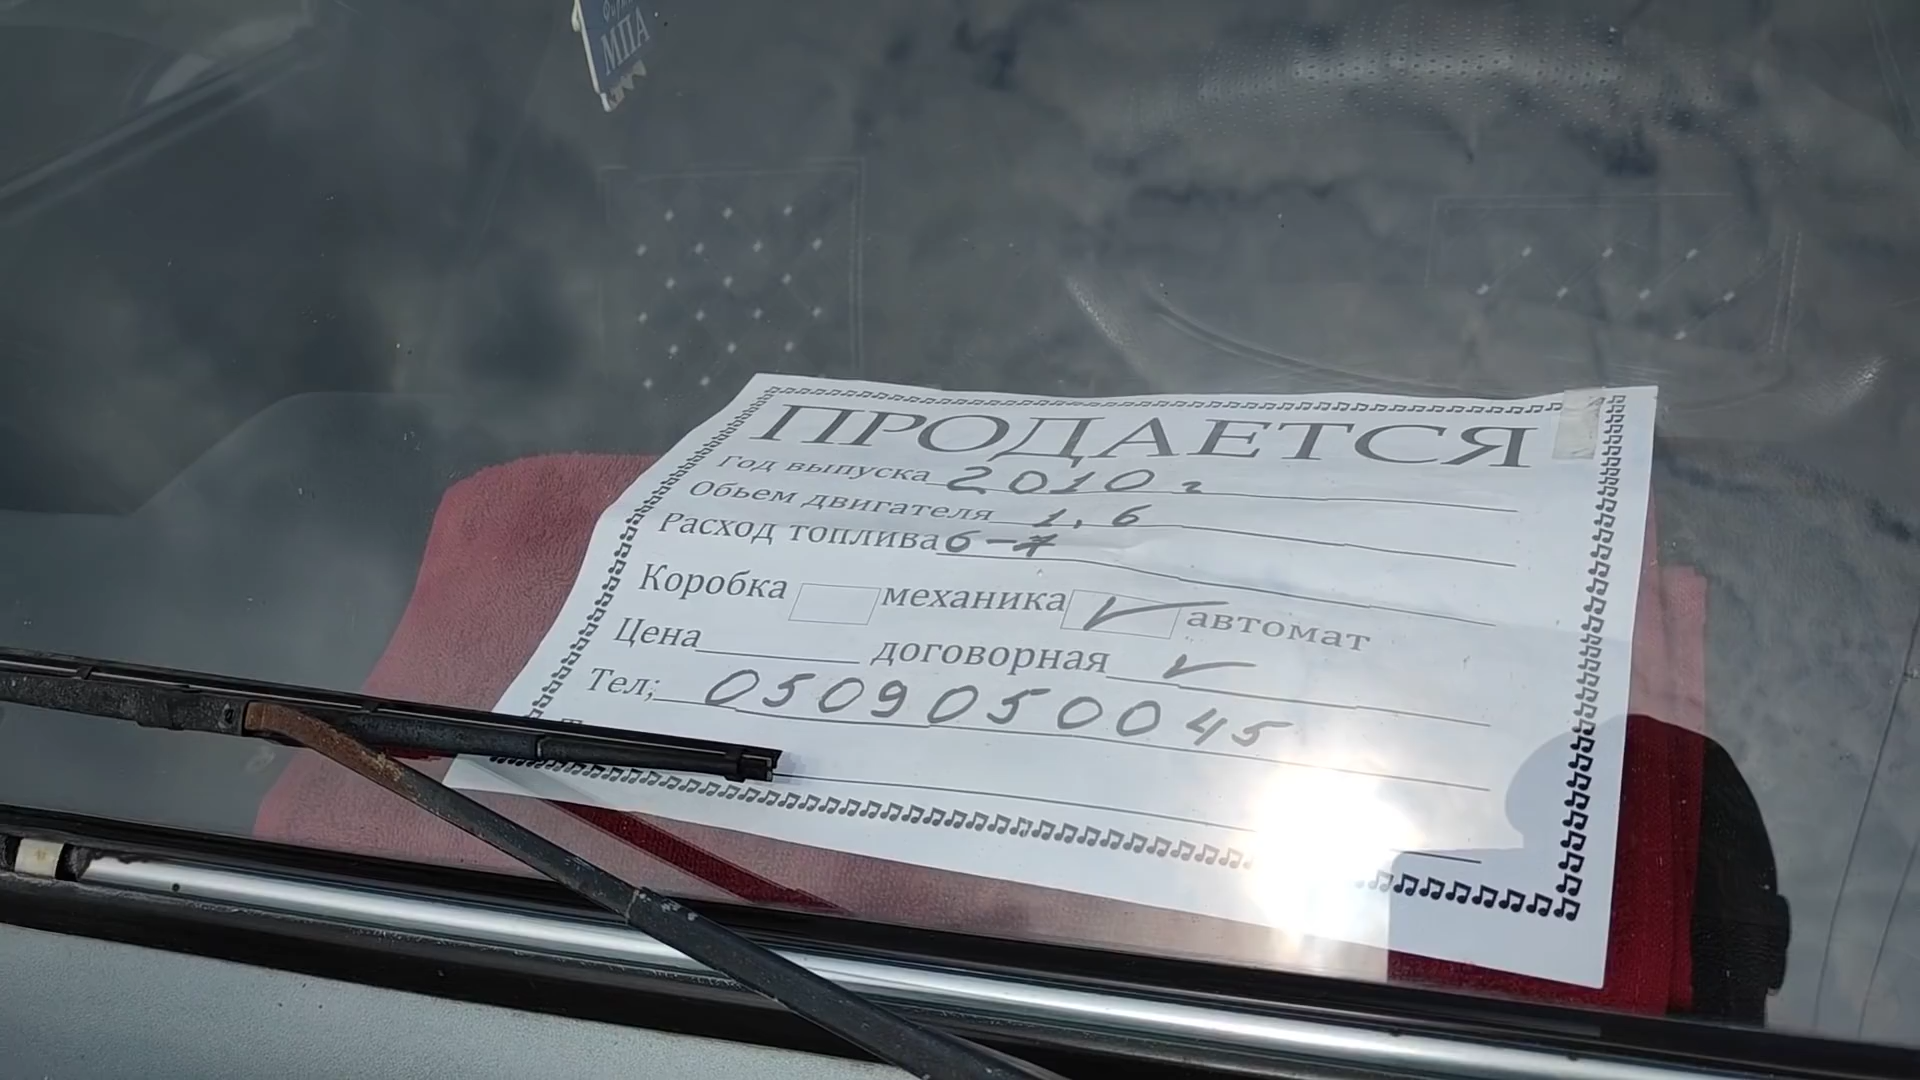 МПА
ПРОДАЕТСЯ
Год выпуска 2010 г
Обьем двигателя 1,6
Расход топлива 6-7
Коробка механика ✓ автомат
Цена договорная ✓
Тел; 0509050045